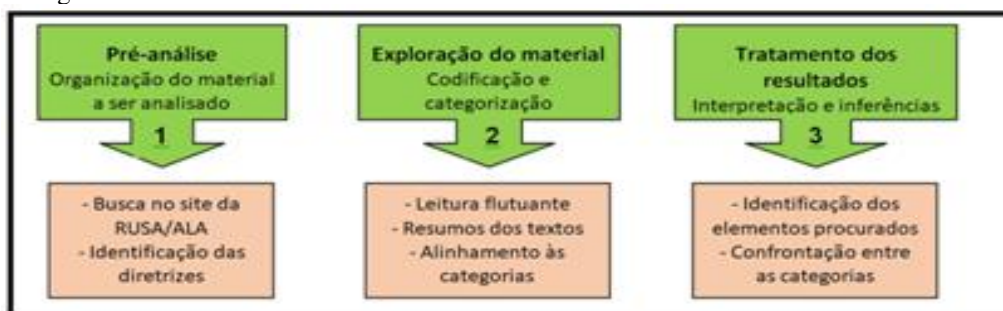 Pré-análise
Organização do material
a ser analisado
1
- Busca no site da
RUSA/ALA
- Identificação das
diretrizes
Exploração do material
Codificação e
categorização
2
- Leitura flutuante
- Resumos dos textos
- Alinhamento às
categorias
Tratamento dos
resultados
Interpretação e inferências
3
- Identificação dos
elementos procurados
- Confrontação entre
as categorias